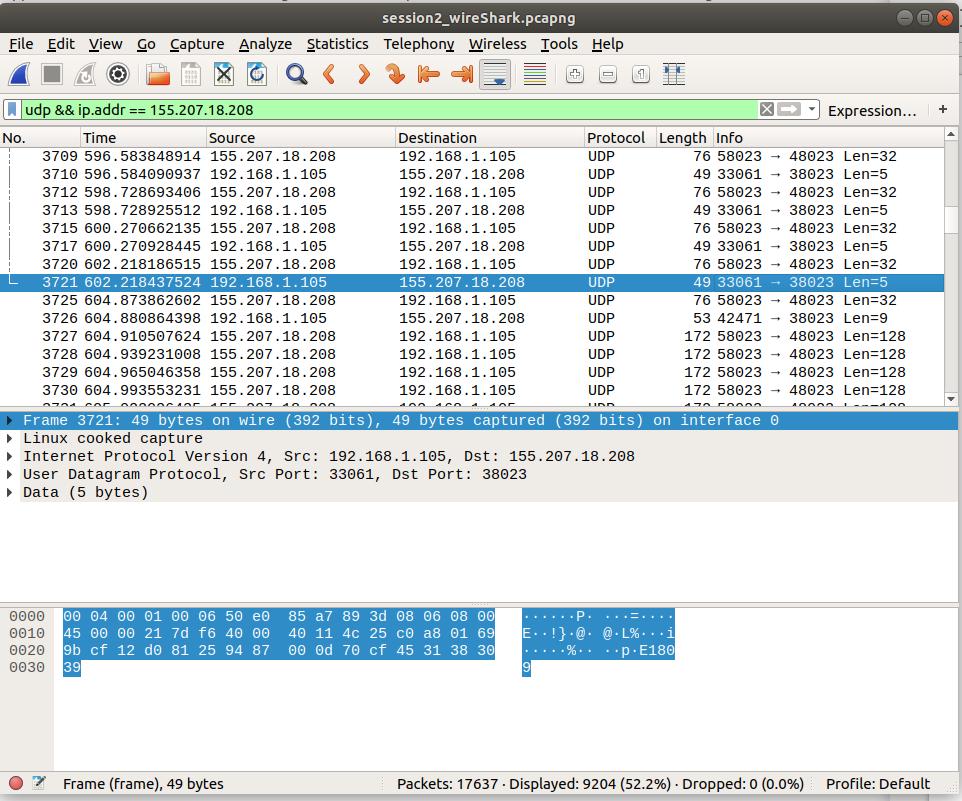 session2_wireShark.pcapng
File Edit View Go Capture Analyze Statistics Telephony Wireless Tools Help
udp && ip.addr == 155.207.18.208 Expression… +
No. Time Source Destination Protocol Length Info
3709 596.583848914 155.207.18.208 192.168.1.105 UDP 76 58023 → 48023 Len=32
3710 596.584090937 192.168.1.105 155.207.18.208 UDP 49 33061 → 38023 Len=5
3712 598.728693406 155.207.18.208 192.168.1.105 UDP 76 58023 → 48023 Len=32
3713 598.728925512 192.168.1.105 155.207.18.208 UDP 49 33061 → 38023 Len=5
3715 600.270662135 155.207.18.208 192.168.1.105 UDP 76 58023 → 48023 Len=32
3717 600.270928445 192.168.1.105 155.207.18.208 UDP 49 33061 → 38023 Len=5
3720 602.218186515 155.207.18.208 192.168.1.105 UDP 76 58023 → 48023 Len=32
3721 602.218437524 192.168.1.105 155.207.18.208 UDP 49 33061 → 38023 Len=5
3725 604.873862602 155.207.18.208 192.168.1.105 UDP 76 58023 → 48023 Len=32
3726 604.880864398 192.168.1.105 155.207.18.208 UDP 53 42471 → 38023 Len=9
3727 604.910507624 155.207.18.208 192.168.1.105 UDP 172 58023 → 48023 Len=128
3728 604.939231008 155.207.18.208 192.168.1.105 UDP 172 58023 → 48023 Len=128
3729 604.965046358 155.207.18.208 192.168.1.105 UDP 172 58023 → 48023 Len=128
3730 604.993553231 155.207.18.208 192.168.1.105 UDP 172 58023 → 48023 Len=128
Frame 3721: 49 bytes on wire (392 bits), 49 bytes captured (392 bits) on interface 0
Linux cooked capture
Internet Protocol Version 4, Src: 192.168.1.105, Dst: 155.207.18.208
User Datagram Protocol, Src Port: 33061, Dst Port: 38023
Data (5 bytes)
0000 00 04 00 01 00 06 50 e0 85 a7 89 3d 08 06 08 00 ······P· ···=····
0010 45 00 00 21 7d f6 40 00 40 11 4c 25 c0 a8 01 69 E··!}·@· @·L%···i
0020 9b cf 12 d0 81 25 94 87 00 0d 70 cf 45 31 38 30 ·····%·· ··p·E180
0030 39 9
Frame (frame), 49 bytes Packets: 17637 · Displayed: 9204 (52.2%) · Dropped: 0 (0.0%) Profile: Default